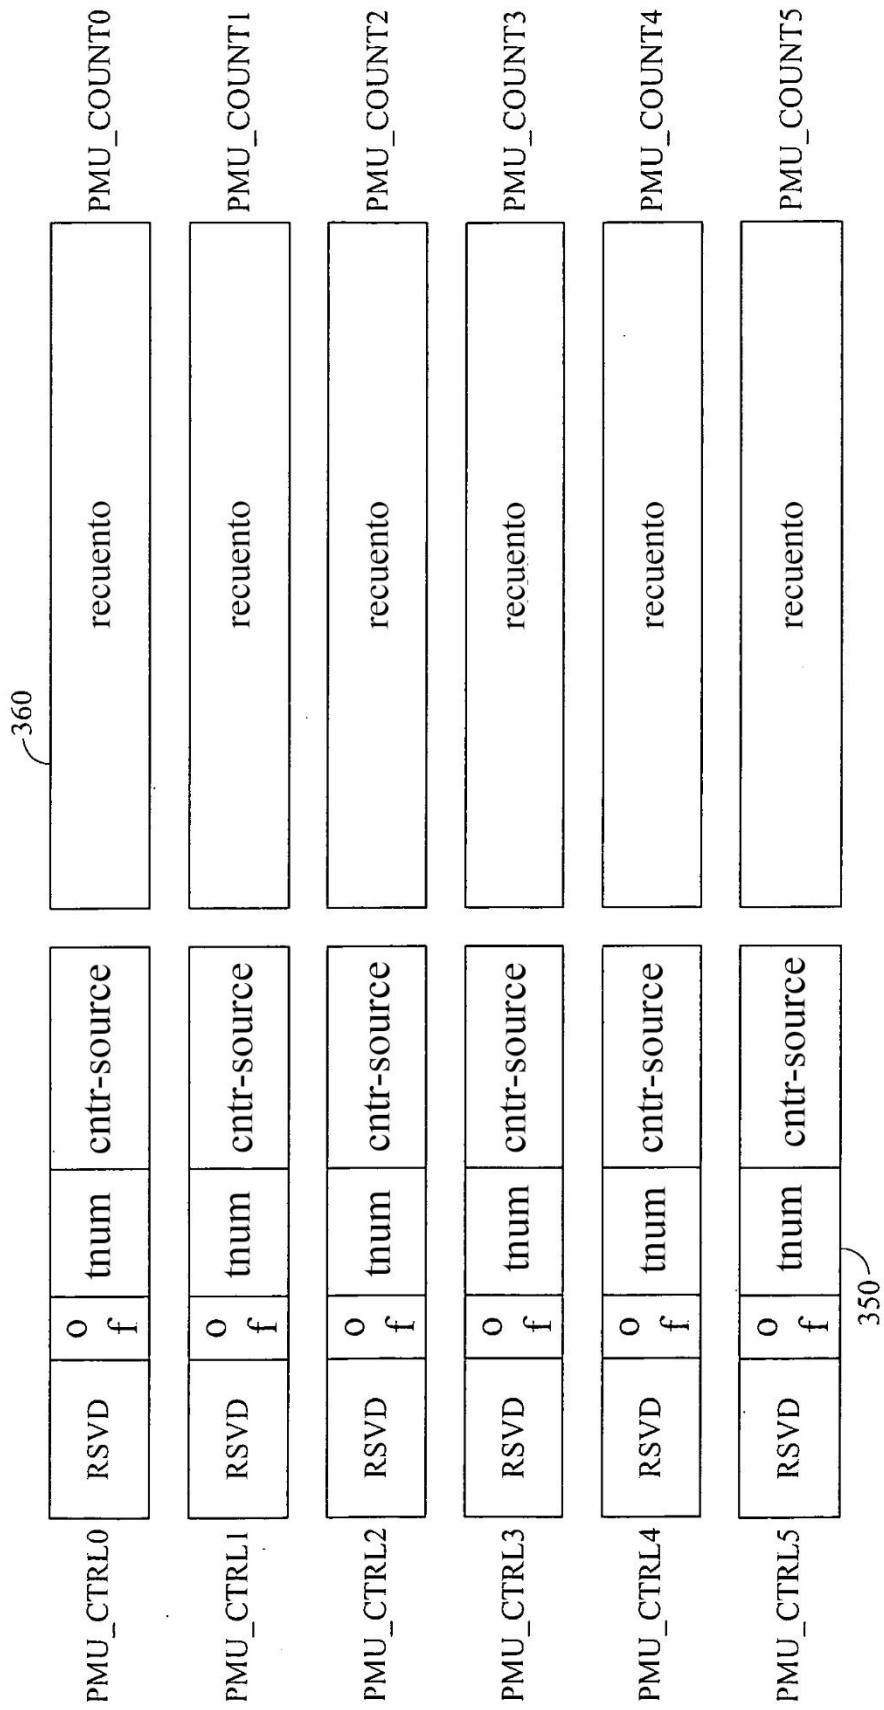 360
PMU_CTRL0 RSVD o f tnum cntr-source recuento PMU_COUNT0
PMU_CTRL1 RSVD o f tnum cntr-source recuento PMU_COUNT1
PMU_CTRL2 RSVD o f tnum cntr-source recuento PMU_COUNT2
PMU_CTRL3 RSVD o f tnum cntr-source recuento PMU_COUNT3
PMU_CTRL4 RSVD o f tnum cntr-source recuento PMU_COUNT4
PMU_CTRL5 RSVD o f tnum cntr-source recuento PMU_COUNT5
350